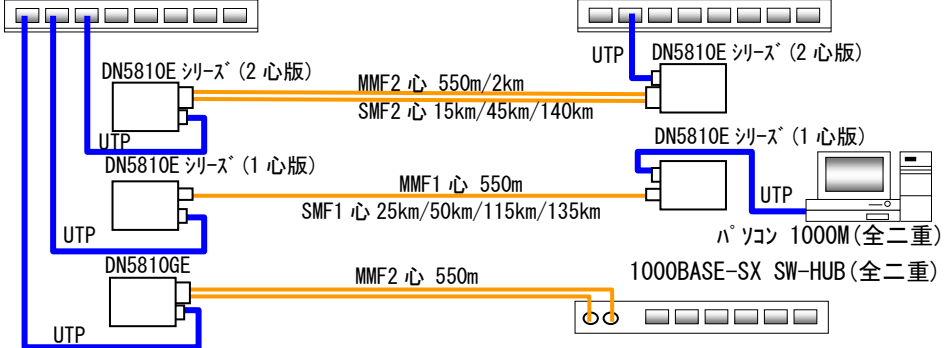 UTP
DN5810E ｼﾘｰｽﾞ (2 心版)
DN5810E ｼﾘｰｽﾞ (2 心版)
MMF2 心 550m/2km
SMF2 心 15km/45km/140km
UTP
DN5810E ｼﾘｰｽﾞ (1 心版)
DN5810E ｼﾘｰｽﾞ (1 心版)
MMF1 心 550m
SMF1 心 25km/50km/115km/135km
UTP
UTP
ﾊﾟｿｺﾝ 1000M(全二重)
DN5810GE
MMF2 心 550m
1000BASE-SX SW-HUB(全二重)
UTP